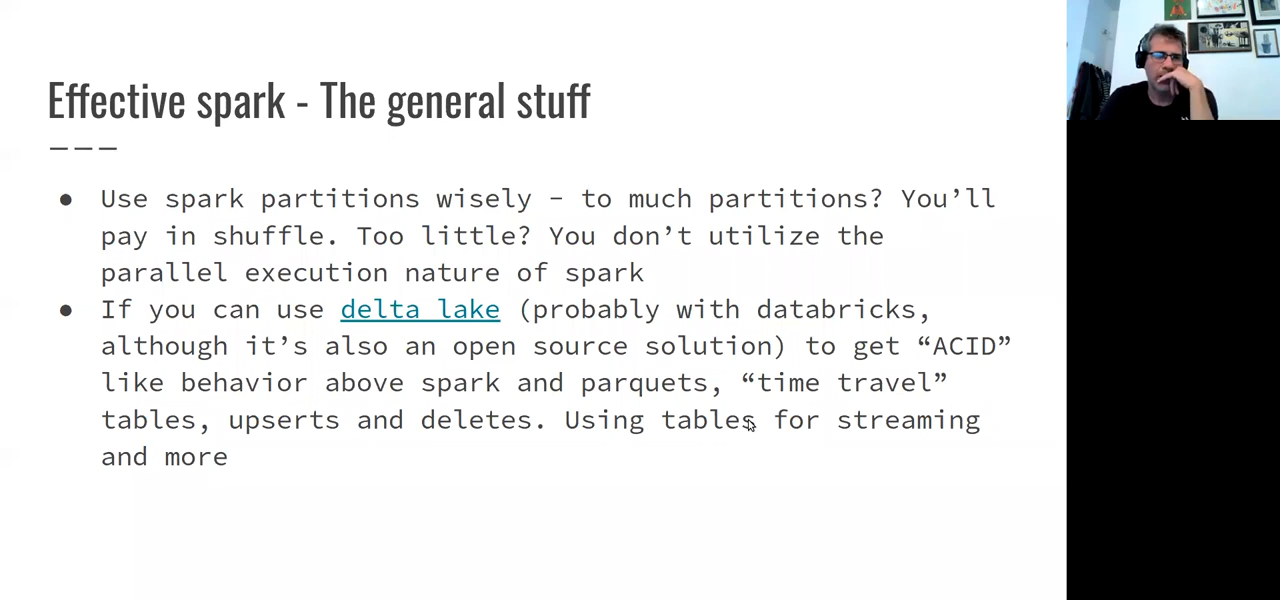 Effective spark - The general stuff
● Use spark partitions wisely - to much partitions? You’ll
pay in shuffle. Too little? You don’t utilize the
parallel execution nature of spark
● If you can use delta lake (probably with databricks,
although it’s also an open source solution) to get “ACID”
like behavior above spark and parquets, “time travel”
tables, upserts and deletes. Using tables for streaming
and more